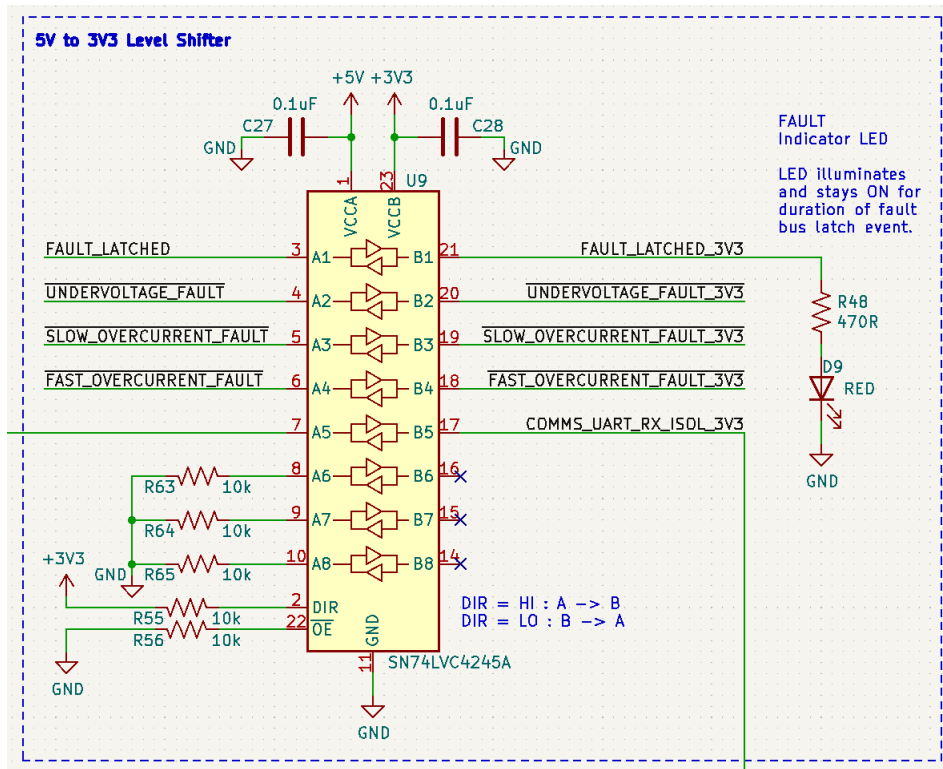 5V to 3V3 Level Shifter
+5V +3V3
0.1uF
0.1uF
C27
C28
GND
GND
FAULT
Indicator LED
LED illuminates
and stays ON for
duration of fault
bus latch event.
1
23
U9
VCCA
VCCB
FAULT_LATCHED
3
A1
B1
21
FAULT_LATCHED_3V3
UNDERVOLTAGE_FAULT
4
A2
B2
20
UNDERVOLTAGE_FAULT_3V3
R48
470R
SLOW_OVERCURRENT_FAULT
5
A3
B3
19
SLOW_OVERCURRENT_FAULT_3V3
FAST_OVERCURRENT_FAULT
6
A4
B4
18
FAST_OVERCURRENT_FAULT_3V3
D9
RED
7
A5
B5
17
COMMS_UART_RX_ISOL_3V3
GND
R63
10k
8
A6
B6
16
R64
10k
9
A7
B7
15
R65
10k
10
A8
B8
14
+3V3
GND
R55
10k
2
DIR
R56
10k
22
OE
GND
GND
11
SN74LVC4245A
DIR = HI : A -> B
DIR = LO : B -> A
GND